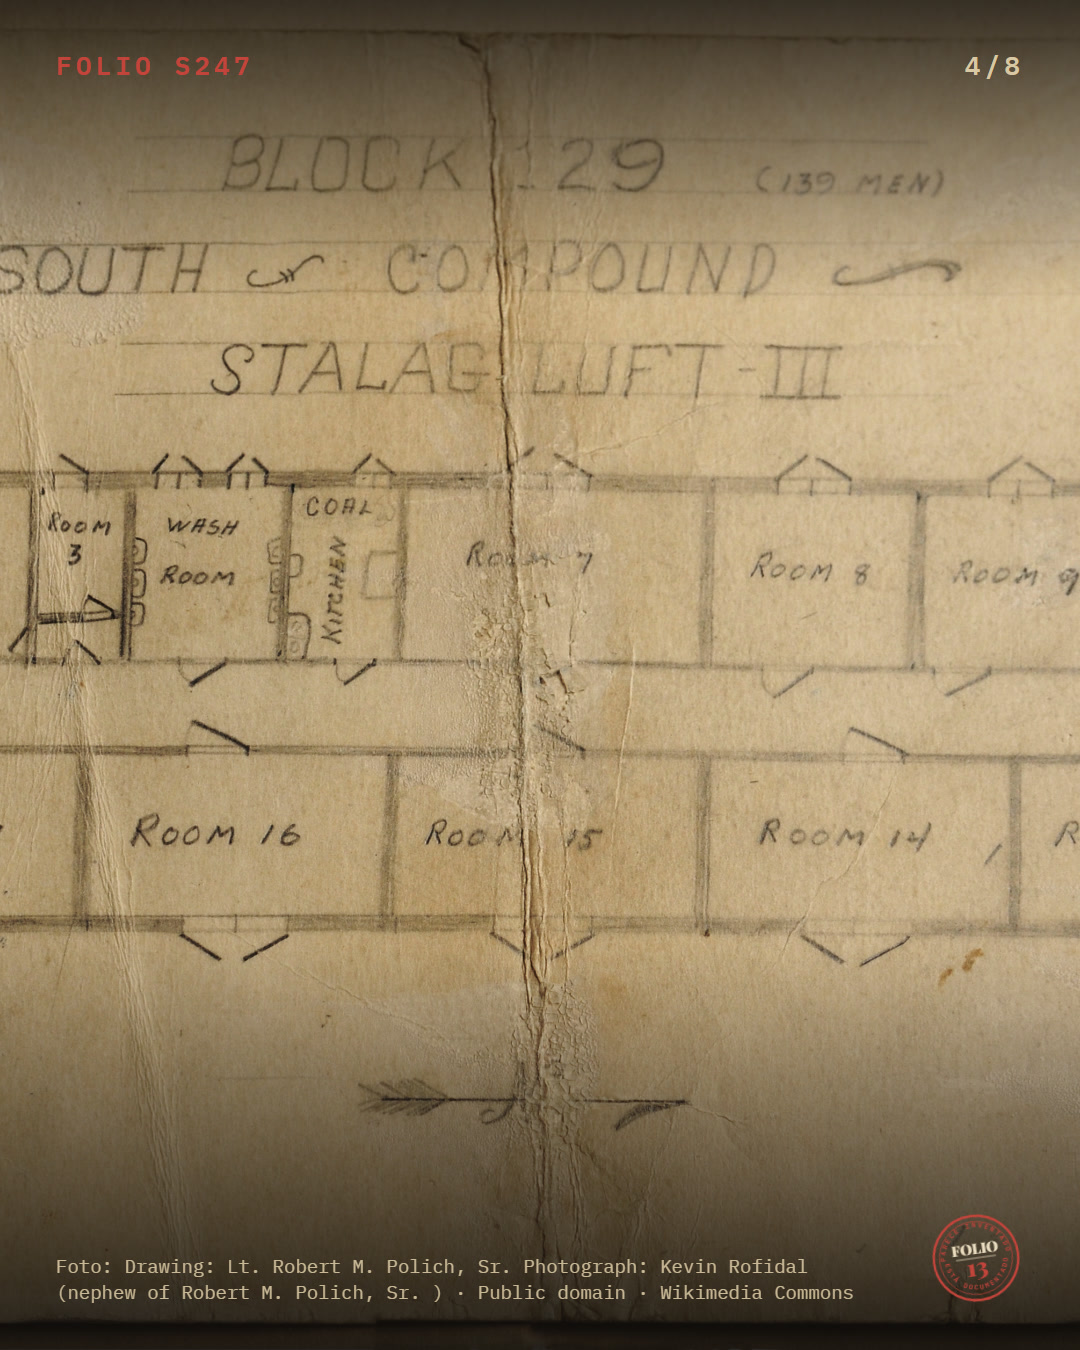 FOLIO S247
4/8
BLOCK 129 (139 MEN)
SOUTH COMPOUND
STALAG LUFT-III
ROOM
3
WASH
ROOM
COAL
KITCHEN
ROOM 7
ROOM 8
ROOM 9
ROOM 16
ROOM 15
ROOM 14
R
Foto: Drawing: Lt. Robert M. Polich, Sr. Photograph: Kevin Rofidal
(nephew of Robert M. Polich, Sr. ) · Public domain · Wikimedia Commons
FOLIO
13